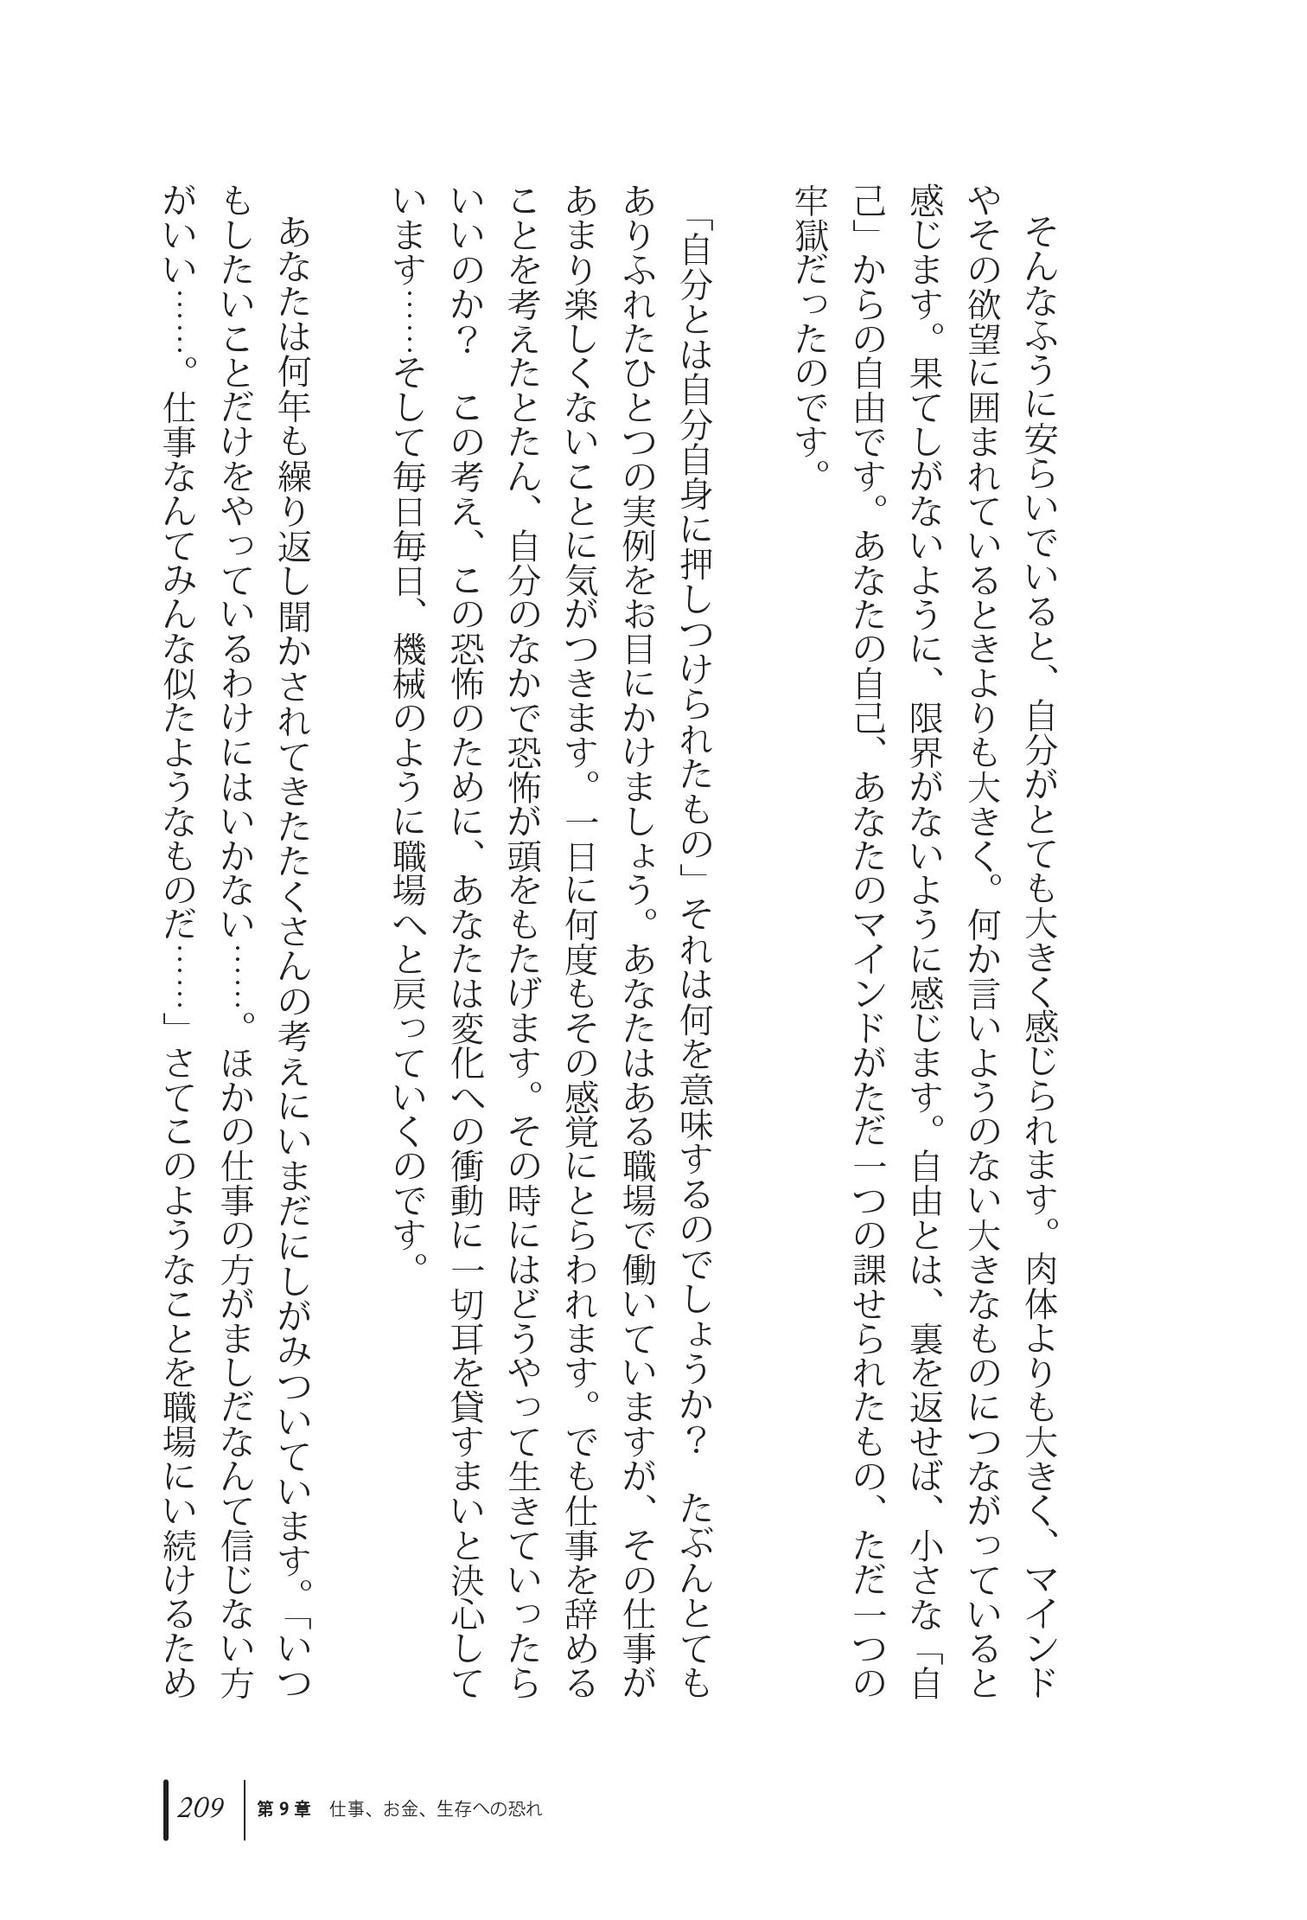 そんなふうに安らいでいると、自分がとても大きく感じられます。肉体よりも大きく、マインド
やその欲望に囲まれているときよりも大きく。何か言いようのない大きなものにつながっていると
感じます。果てしがないように、限界がないように感じます。自由とは、裏を返せば、小さな「自
己」からの自由です。あなたの自己、あなたのマインドがただ一つの課せられたもの、ただ一つの
牢獄だったのです。
「自分とは自分自身に押しつけられたもの」それは何を意味するのでしょうか？　たぶんとても
ありふれたひとつの実例をお目にかけましょう。あなたはある職場で働いていますが、その仕事が
あまり楽しくないことに気がつきます。一日に何度もその感覚にとらわれます。でも仕事を辞める
ことを考えたとたん、自分のなかで恐怖が頭をもたげます。その時にはどうやって生きていったら
いいのか？　この考え、この恐怖のために、あなたは変化への衝動に一切耳を貸すまいと決心して
います……そして毎日毎日、機械のように職場へと戻っていくのです。
あなたは何年も繰り返し聞かされてきたたくさんの考えにいまだにしがみついています。「いつ
もしたいことだけをやっているわけにはいかない……。ほかの仕事の方がましだなんて信じない方
がいい……。仕事なんてみんな似たようなものだ……」さてこのようなことを職場にい続けるため
209 第9章　仕事、お金、生存への恐れ